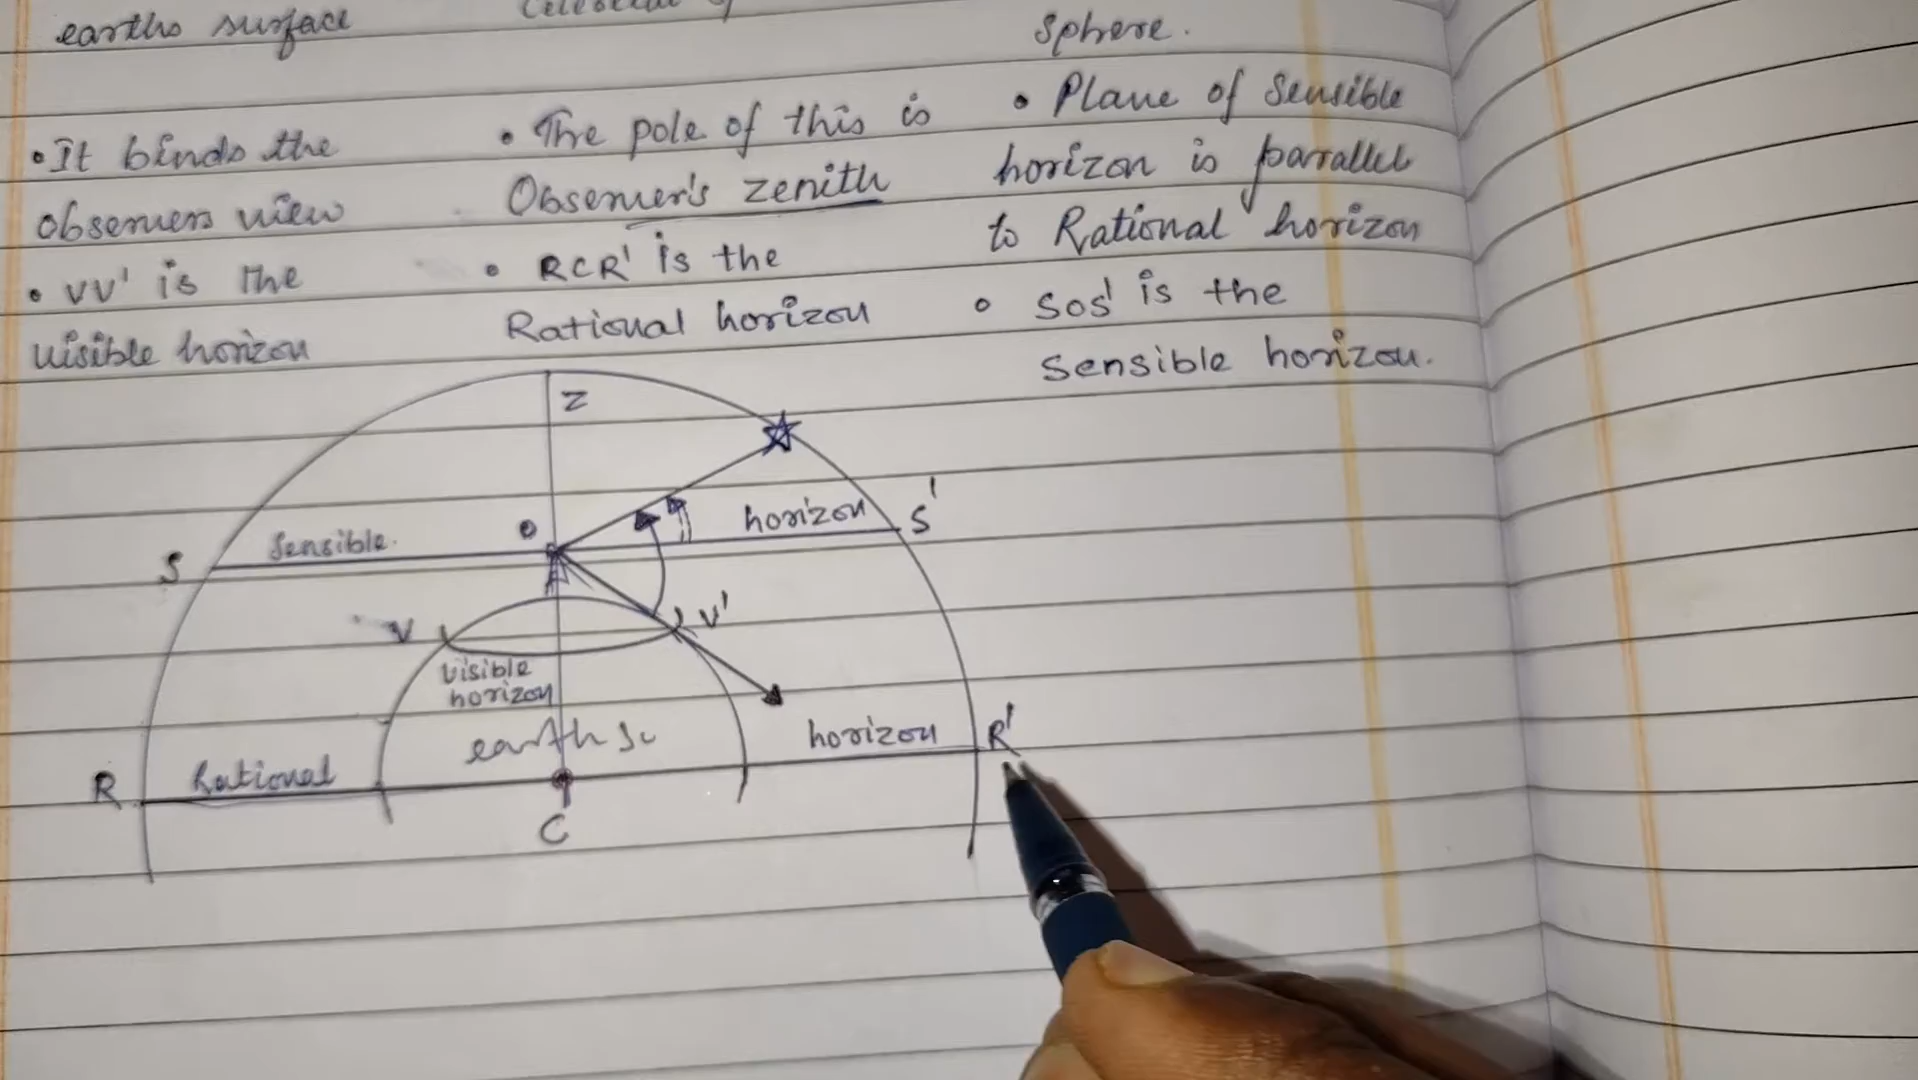 earths surface
sphere.
• It binds the
observers view
• VV' is the
visible horizon
• The pole of this is
Observer's zenith
• RCR' is the
Rational horizon
• Plane of Sensible
horizon is parallel
to Rational horizon
• SOS' is the
Sensible horizon.
Z
O
S Sensible. horizon S'
V V'
Visible
horizon
earth
R Rational horizon R'
C